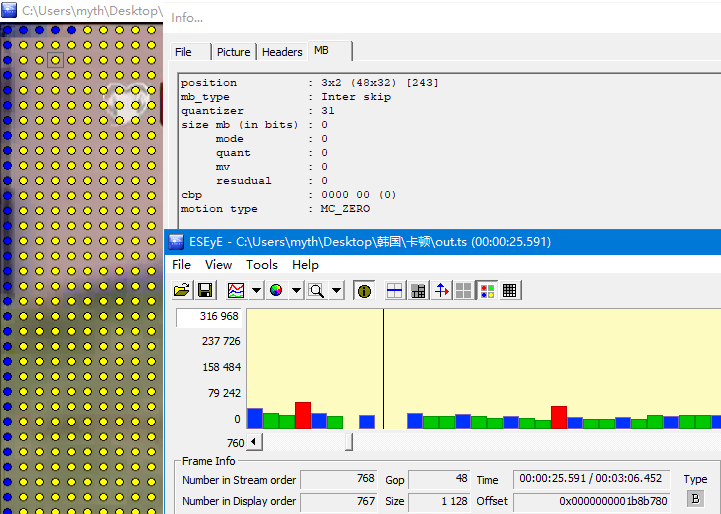 C:\Users\myth\Desktop\
Info...
File Picture Headers MB
position : 3x2 (48x32) [243]
mb_type : Inter skip
quantizer : 31
size mb (in bits) : 0
mode : 0
quant : 0
mv : 0
resudual : 0
cbp : 0000 00 (0)
motion type : MC_ZERO
ESEyE - C:\Users\myth\Desktop\韩国\卡顿\out.ts (00:00:25.591)
File View Tools Help
316 968
237 726
158 484
79 242
0
760
Frame Info
Number in Stream order 768 Gop 48 Time 00:00:25.591 / 00:03:06.452 Type
Number in Display order 767 Size 1 128 Offset 0x0000000001b8b780 B